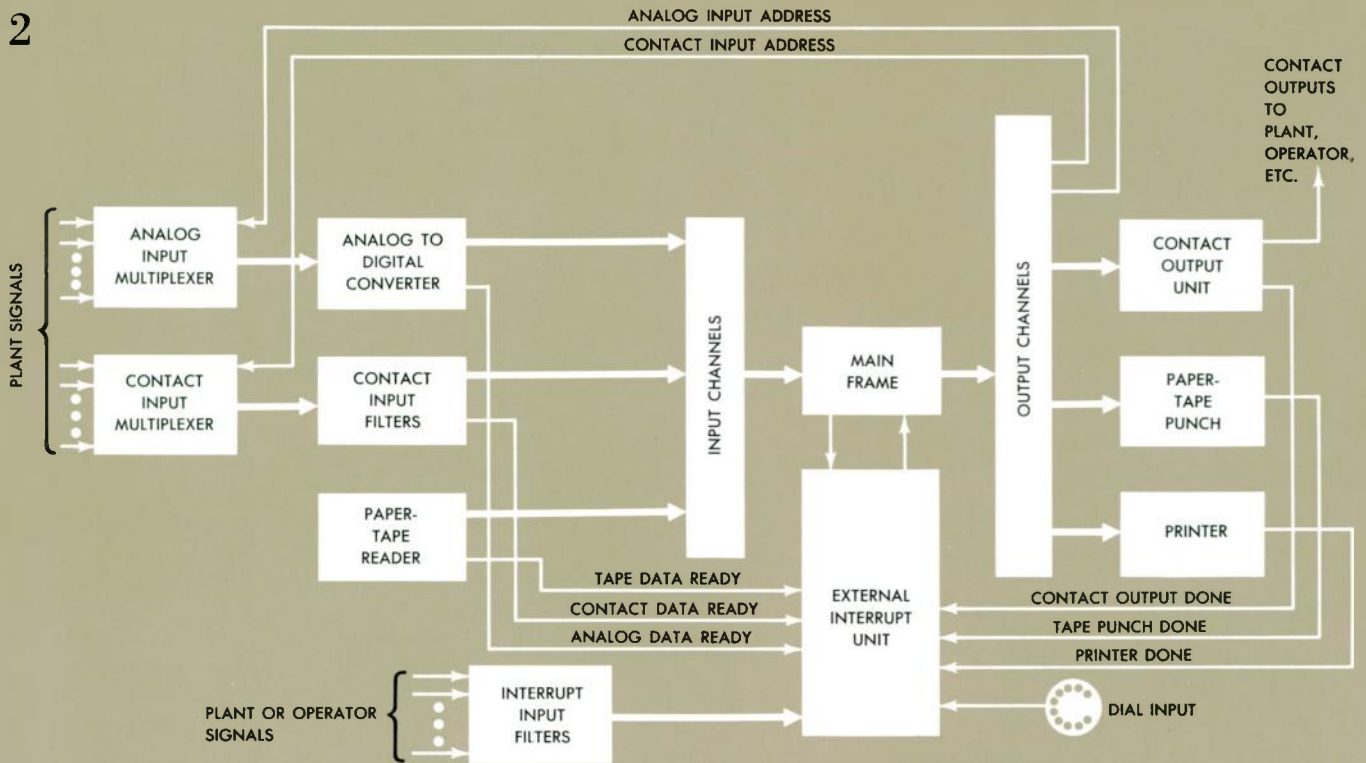 2
ANALOG INPUT ADDRESS
CONTACT INPUT ADDRESS
CONTACT
OUTPUTS
TO
PLANT,
OPERATOR,
ETC.
PLANT SIGNALS
ANALOG
INPUT
MULTIPLEXER
ANALOG TO
DIGITAL
CONVERTER
CONTACT
INPUT
MULTIPLEXER
CONTACT
INPUT
FILTERS
PAPER-
TAPE
READER
INPUT CHANNELS
MAIN
FRAME
OUTPUT CHANNELS
CONTACT
OUTPUT
UNIT
PAPER-
TAPE
PUNCH
PRINTER
TAPE DATA READY
CONTACT DATA READY
ANALOG DATA READY
EXTERNAL
INTERRUPT
UNIT
CONTACT OUTPUT DONE
TAPE PUNCH DONE
PRINTER DONE
PLANT OR OPERATOR
SIGNALS
INTERRUPT
INPUT
FILTERS
DIAL INPUT